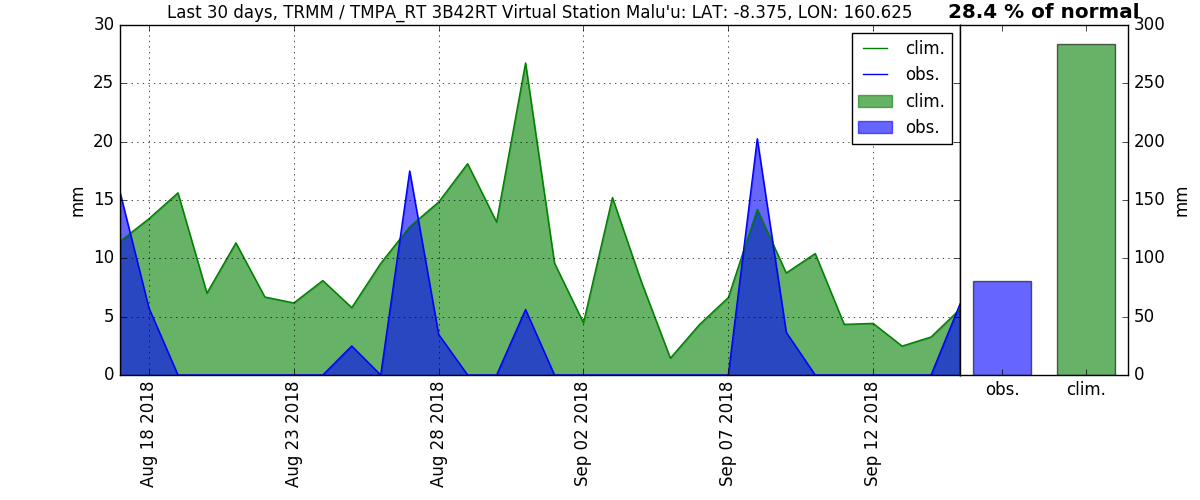 Last 30 days, TRMM / TMPA_RT 3B42RT Virtual Station Malu'u: LAT: -8.375, LON: 160.625
28.4 % of normal
30
25
20
15
10
5
0
mm
clim.
obs.
clim.
obs.
300
250
200
150
100
50
0
mm
obs.
clim.
Aug 18 2018
Aug 23 2018
Aug 28 2018
Sep 02 2018
Sep 07 2018
Sep 12 2018